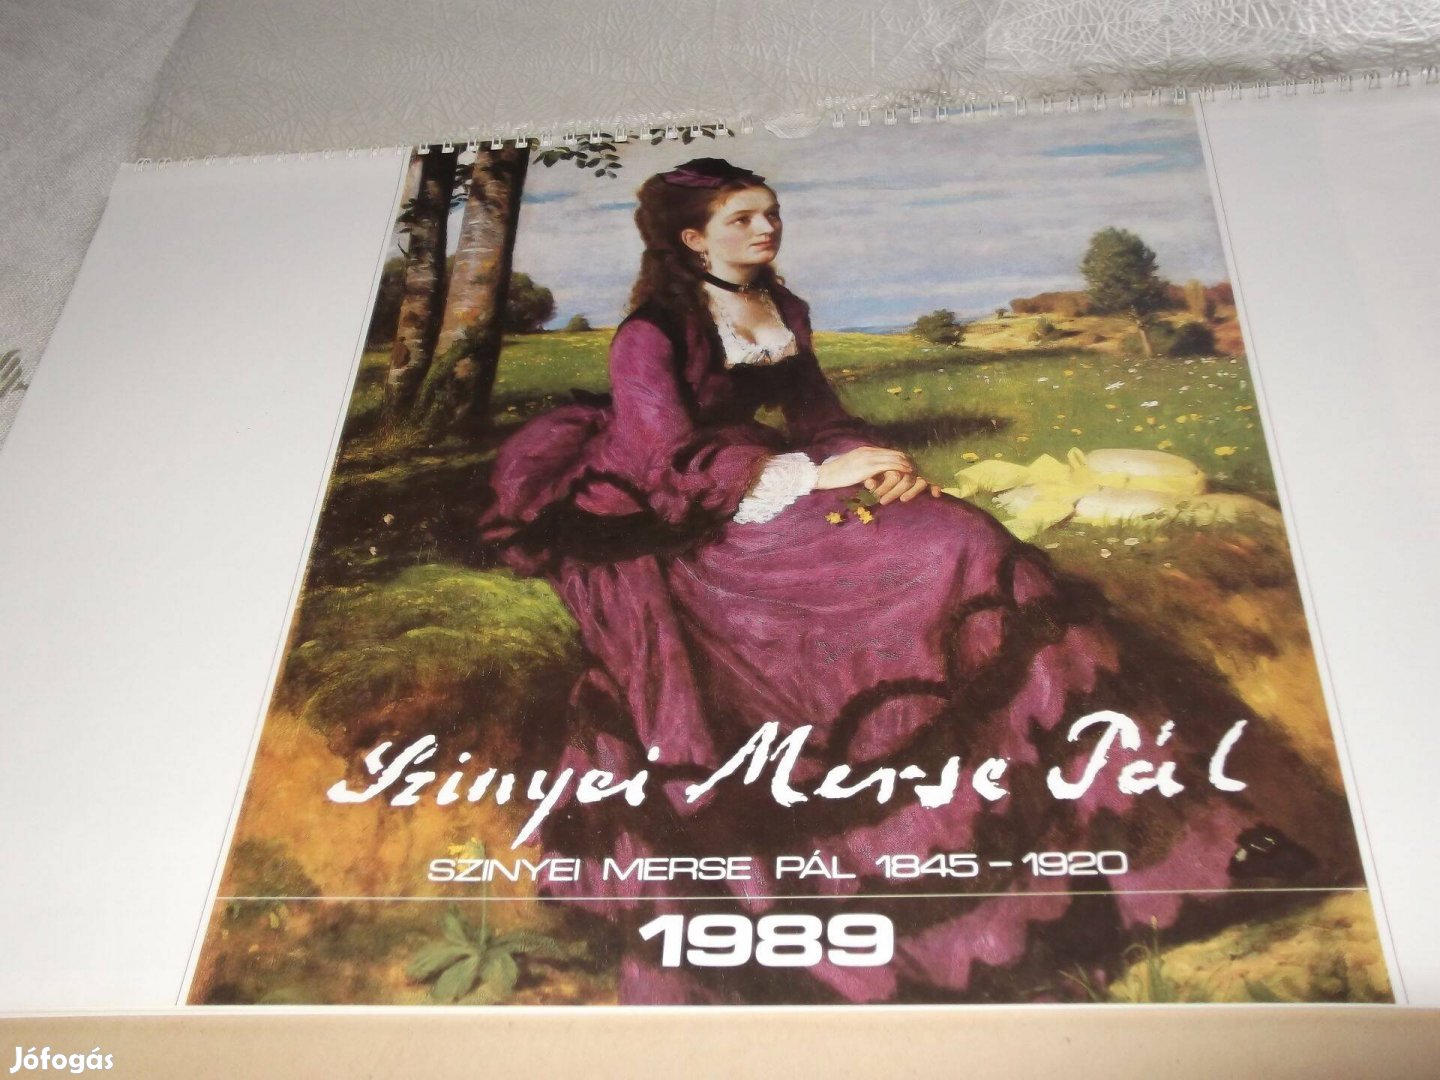 Szinyei Merse Pál
SZINYEI MERSE PÁL 1845 – 1920
1989
Jófogás